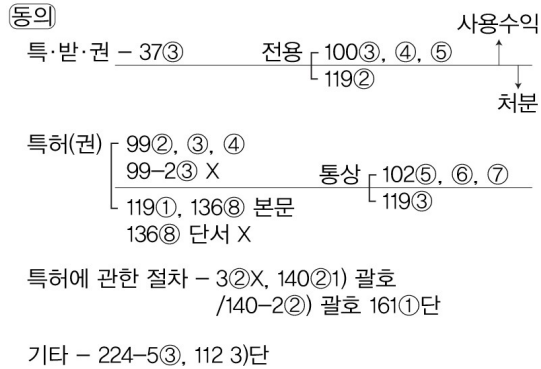 동의
사용수익
특·받·권 – 37③ 전용 100③, ④, ⑤
119②
처분
특허(권) 99②, ③, ④
99–2③ X
통상 102⑤, ⑥, ⑦
119③
119①, 136⑧ 본문
136⑧ 단서 X
특허에 관한 절차 – 3②X, 140②1) 괄호
/140–2②) 괄호 161①단
기타 – 224–5③, 112 3)단